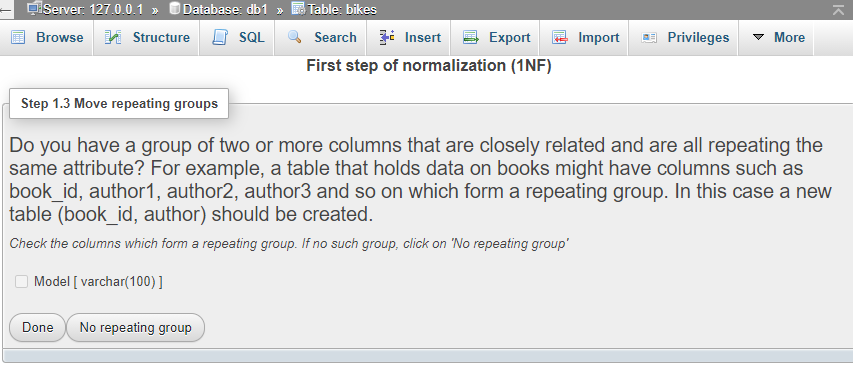 Server: 127.0.0.1 » Database: db1 » Table: bikes
Browse Structure SQL Search Insert Export Import Privileges More
First step of normalization (1NF)
Step 1.3 Move repeating groups
Do you have a group of two or more columns that are closely related and are all repeating the
same attribute? For example, a table that holds data on books might have columns such as
book_id, author1, author2, author3 and so on which form a repeating group. In this case a new
table (book_id, author) should be created.
Check the columns which form a repeating group. If no such group, click on 'No repeating group'
Model [ varchar(100) ]
Done No repeating group